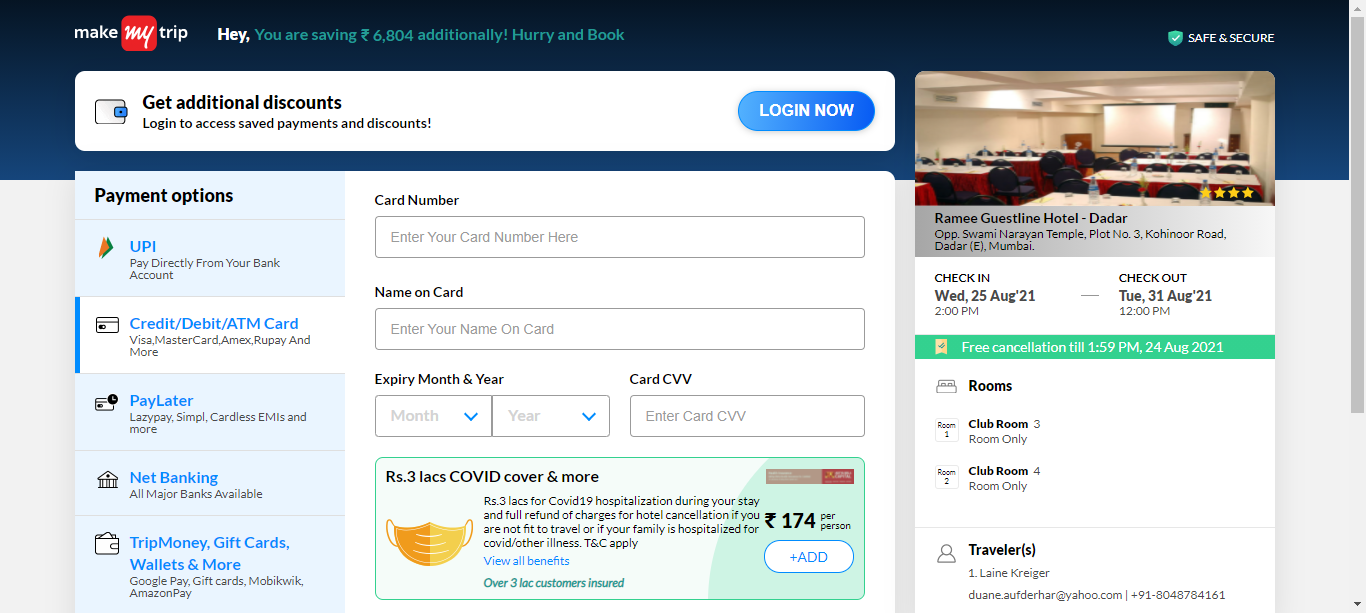 make my trip
Hey, You are saving ₹ 6,804 additionally! Hurry and Book
SAFE & SECURE
Get additional discounts
Login to access saved payments and discounts!
LOGIN NOW
Payment options
UPI
Pay Directly From Your Bank
Account
Credit/Debit/ATM Card
Visa,MasterCard,Amex,Rupay And
More
PayLater
Lazypay, Simpl, Cardless EMIs and
more
Net Banking
All Major Banks Available
TripMoney, Gift Cards,
Wallets & More
Google Pay, Gift cards, Mobikwik,
AmazonPay
Card Number
Enter Your Card Number Here
Name on Card
Enter Your Name On Card
Expiry Month & Year
Card CVV
Month
Year
Enter Card CVV
Rs.3 lacs COVID cover & more
Rs.3 lacs for Covid19 hospitalization during your stay
and full refund of charges for hotel cancellation if you
are not fit to travel or if your family is hospitalized for
covid/other illness. T&C apply
View all benefits
Over 3 lac customers insured
₹ 174 per
person
+ADD
Ramee Guestline Hotel - Dadar
Opp. Swami Narayan Temple, Plot No. 3, Kohinoor Road,
Dadar (E), Mumbai.
CHECK IN
Wed, 25 Aug'21
2:00 PM
CHECK OUT
Tue, 31 Aug'21
12:00 PM
Free cancellation till 1:59 PM, 24 Aug 2021
Rooms
Room
1
Club Room 3
Room Only
Room
2
Club Room 4
Room Only
Traveler(s)
1. Laine Kreiger
duane.aufderhar@yahoo.com | +91-8048784161